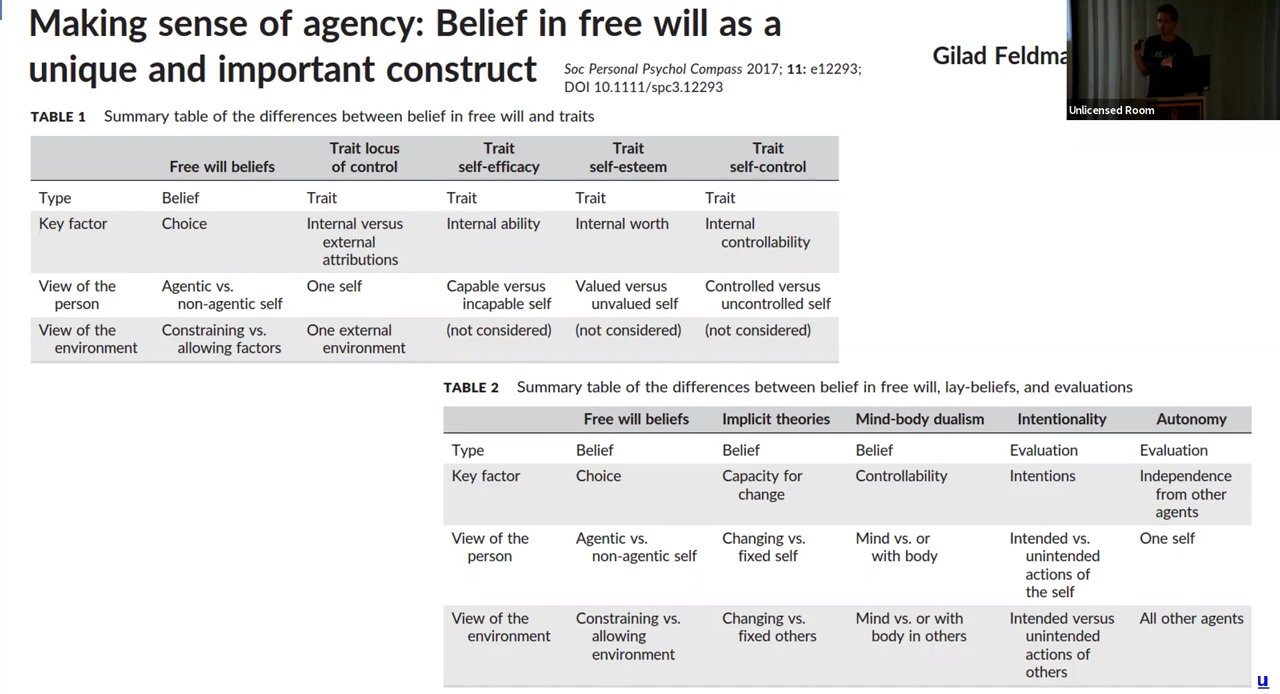 Making sense of agency: Belief in free will as a
unique and important construct
Soc Personal Psychol Compass 2017; 11: e12293;
DOI 10.1111/spc3.12293
Gilad Feldma
Unlicensed Room
TABLE 1 Summary table of the differences between belief in free will and traits
Free will beliefs Trait locus of control Trait self-efficacy Trait self-esteem Trait self-control
Type Belief Trait Trait Trait Trait
Key factor Choice Internal versus external attributions Internal ability Internal worth Internal controllability
View of the person Agentic vs. non-agentic self One self Capable versus incapable self Valued versus unvalued self Controlled versus uncontrolled self
View of the environment Constraining vs. allowing factors One external environment (not considered) (not considered) (not considered)
TABLE 2 Summary table of the differences between belief in free will, lay-beliefs, and evaluations
Free will beliefs Implicit theories Mind-body dualism Intentionality Autonomy
Type Belief Belief Belief Evaluation Evaluation
Key factor Choice Capacity for change Controllability Intentions Independence from other agents
View of the person Agentic vs. non-agentic self Changing vs. fixed self Mind vs. or with body Intended vs. unintended actions of the self One self
View of the environment Constraining vs. allowing environment Changing vs. fixed others Mind vs. or with body in others Intended versus unintended actions of others All other agents
u